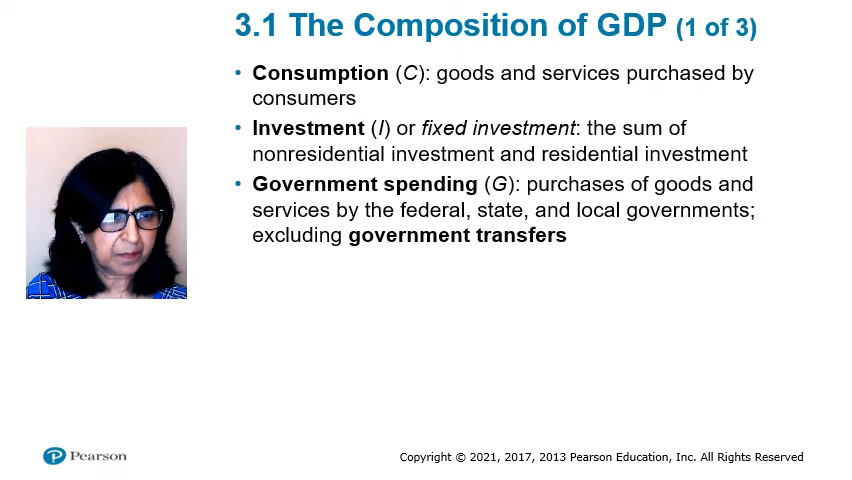 3.1 The Composition of GDP (1 of 3)
• Consumption (C): goods and services purchased by
consumers
• Investment (I) or fixed investment: the sum of
nonresidential investment and residential investment
• Government spending (G): purchases of goods and
services by the federal, state, and local governments;
excluding government transfers
Pearson
Copyright © 2021, 2017, 2013 Pearson Education, Inc. All Rights Reserved